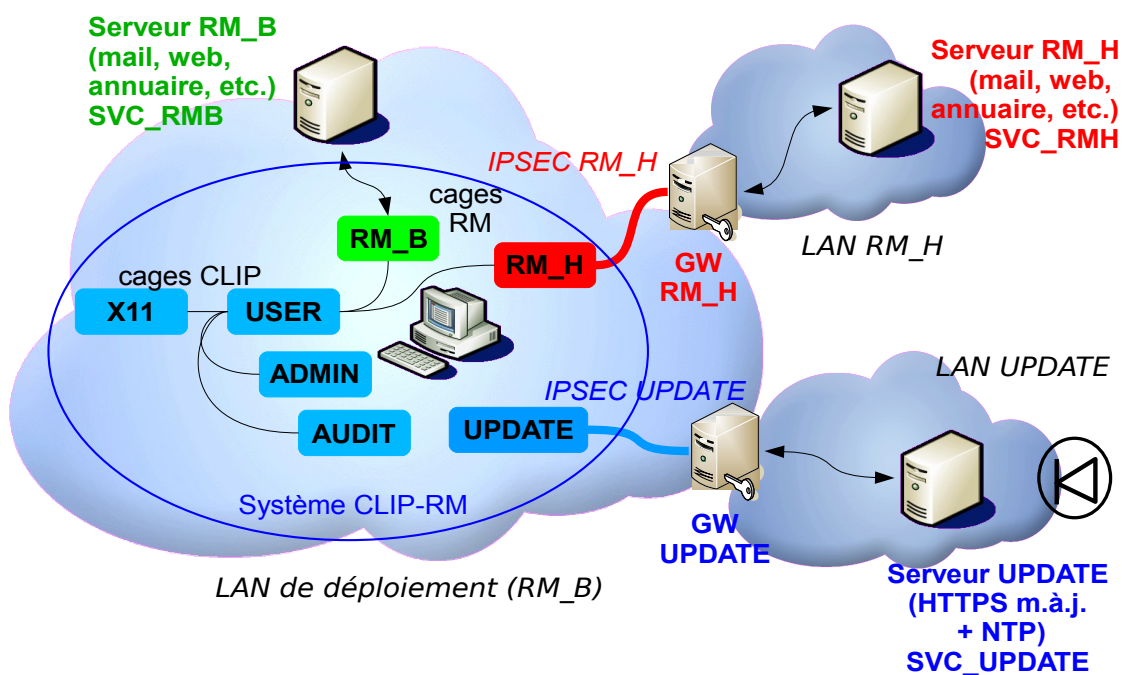 Serveur RM_B
(mail, web,
annuaire, etc.)
SVC_RMB
Serveur RM_H
(mail, web,
annuaire, etc.)
SVC_RMH
IPSEC RM_H
cages
RM
RM_B
RM_H
GW
RM_H
LAN RM_H
cages CLIP
X11
USER
ADMIN
AUDIT
UPDATE
IPSEC UPDATE
LAN UPDATE
Système CLIP-RM
GW
UPDATE
LAN de déploiement (RM_B)
Serveur UPDATE
(HTTPS m.à.j.
+ NTP)
SVC_UPDATE